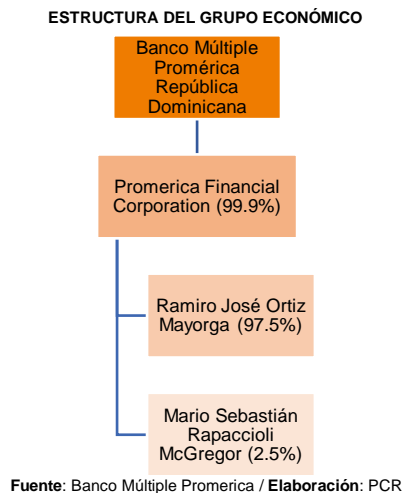 ESTRUCTURA DEL GRUPO ECONÓMICO
Banco Múltiple
Promérica
República
Dominicana
Promerica Financial
Corporation (99.9%)
Ramiro José Ortiz
Mayorga (97.5%)
Mario Sebastián
Rapaccioli
McGregor (2.5%)
Fuente: Banco Múltiple Promerica / Elaboración: PCR